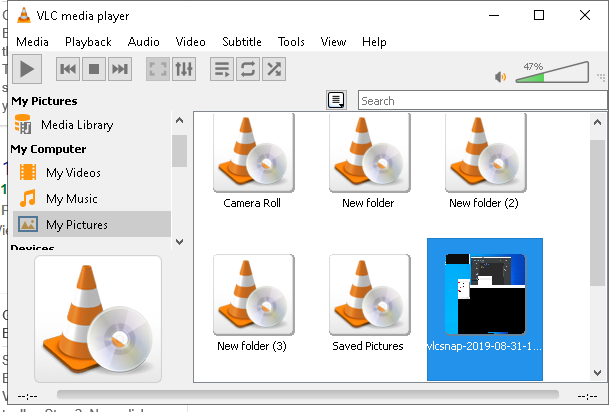 VLC media player
Media Playback Audio Video Subtitle Tools View Help
47%
My Pictures
Search
Media Library
My Computer
My Videos
My Music
My Pictures
Devices
Camera Roll
New folder
New folder (2)
New folder (3)
Saved Pictures
vlcsnap-2019-08-31-1...
--:--
--:--